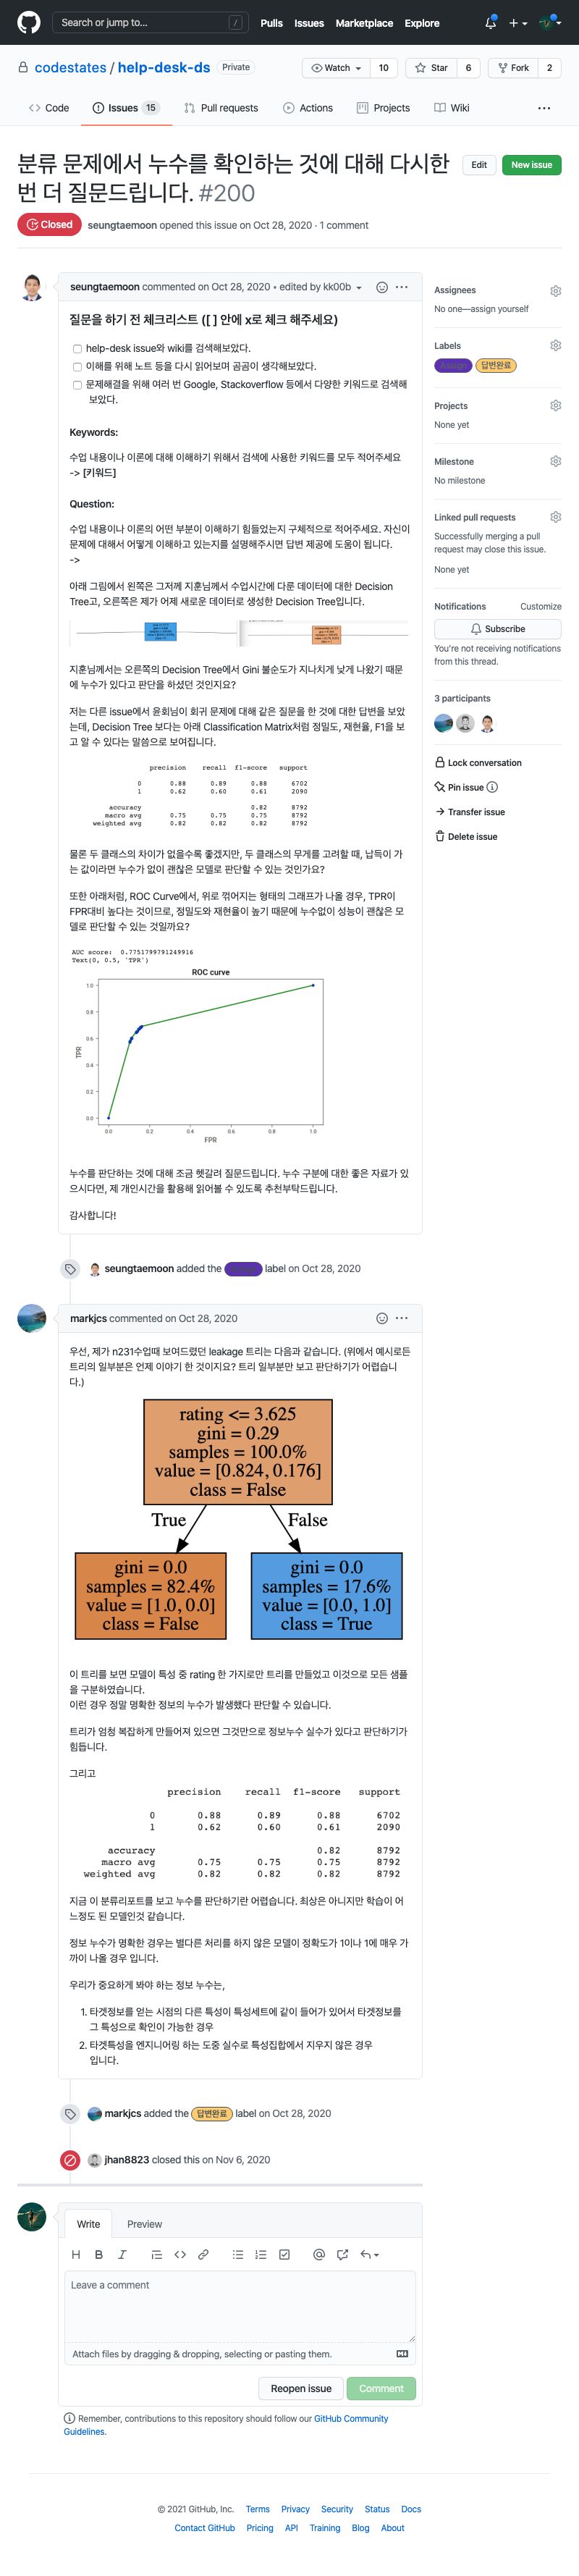 Search or jump to... /
Pulls Issues Marketplace Explore
codestates / help-desk-ds Private
Watch 10 Star 6 Fork 2
Code Issues 15 Pull requests Actions Projects Wiki
분류 문제에서 누수를 확인하는 것에 대해 다시한
번 더 질문드립니다. #200
Edit New issue
Closed seungtaemoon opened this issue on Oct 28, 2020 · 1 comment
seungtaemoon commented on Oct 28, 2020 • edited by kk00b
질문을 하기 전 체크리스트 ([ ] 안에 x로 체크 해주세요)
help-desk issue와 wiki를 검색해보았다.
이해를 위해 노트 등을 다시 읽어보며 곰곰이 생각해보았다.
문제해결을 위해 여러 번 Google, Stackoverflow 등에서 다양한 키워드로 검색해
보았다.
Keywords:
수업 내용이나 이론에 대해 이해하기 위해서 검색에 사용한 키워드를 모두 적어주세요
-> [키워드]
Question:
수업 내용이나 이론의 어떤 부분이 이해하기 힘들었는지 구체적으로 적어주세요. 자신이
문제에 대해서 어떻게 이해하고 있는지를 설명해주시면 답변 제공에 도움이 됩니다.
->
아래 그림에서 왼쪽은 그저께 지훈님께서 수업시간에 다룬 데이터에 대한 Decision
Tree고, 오른쪽은 제가 어제 새로운 데이터로 생성한 Decision Tree입니다.
지훈님께서는 오른쪽의 Decision Tree에서 Gini 불순도가 지나치게 낮게 나왔기 때문
에 누수가 있다고 판단을 하셨던 것인지요?
저는 다른 issue에서 윤회님이 회귀 문제에 대해 같은 질문을 한 것에 대한 답변을 보았
는데, Decision Tree 보다는 아래 Classification Matrix처럼 정밀도, 재현율, F1을 보
고 알 수 있다는 말씀으로 보여집니다.
precision recall f1-score support
0 0.88 0.89 0.88 6702
1 0.62 0.60 0.61 2090
accuracy 0.82 8792
macro avg 0.75 0.75 0.75 8792
weighted avg 0.82 0.82 0.82 8792
물론 두 클래스의 차이가 없을수록 좋겠지만, 두 클래스의 무게를 고려할 때, 납득이 가
는 값이라면 누수가 없이 괜찮은 모델로 판단할 수 있는 것인가요?
또한 아래처럼, ROC Curve에서, 위로 꺾어지는 형태의 그래프가 나올 경우, TPR이
FPR대비 높다는 것이므로, 정밀도와 재현율이 높기 때문에 누수없이 성능이 괜찮은 모
델로 판단할 수 있는 것일까요?
AUC score: 0.7751799791249916
Text(0, 0.5, 'TPR')
ROC curve
1.0
0.8
0.6
0.4
0.2
0.0
TPR
0.0 0.2 0.4 0.6 0.8 1.0
FPR
누수를 판단하는 것에 대해 조금 헷갈려 질문드립니다. 누수 구분에 대한 좋은 자료가 있
으시다면, 제 개인시간을 활용해 읽어볼 수 있도록 추천부탁드립니다.
감사합니다!
Assignees
No one—assign yourself
Labels
답변완료
Projects
None yet
Milestone
No milestone
Linked pull requests
Successfully merging a pull
request may close this issue.
None yet
Notifications Customize
Subscribe
You're not receiving notifications
from this thread.
3 participants
Lock conversation
Pin issue
Transfer issue
Delete issue
seungtaemoon added the label on Oct 28, 2020
markjcs commented on Oct 28, 2020
우선, 제가 n231수업때 보여드렸던 leakage 트리는 다음과 같습니다. (위에서 예시로든
트리의 일부분은 언제 이야기 한 것이지요? 트리 일부분만 보고 판단하기가 어렵습니
다.)
rating <= 3.625
gini = 0.29
samples = 100.0%
value = [0.824, 0.176]
class = False
True False
gini = 0.0
samples = 82.4%
value = [1.0, 0.0]
class = False
gini = 0.0
samples = 17.6%
value = [0.0, 1.0]
class = True
이 트리를 보면 모델이 특성 중 rating 한 가지로만 트리를 만들었고 이것으로 모든 샘플
을 구분하였습니다.
이런 경우 정말 명확한 정보의 누수가 발생했다 판단할 수 있습니다.
트리가 엄청 복잡하게 만들어져 있으면 그것만으로 정보누수 실수가 있다고 판단하기가
힘듭니다.
그리고
precision recall f1-score support
0 0.88 0.89 0.88 6702
1 0.62 0.60 0.61 2090
accuracy 0.82 8792
macro avg 0.75 0.75 0.75 8792
weighted avg 0.82 0.82 0.82 8792
지금 이 분류리포트를 보고 누수를 판단하기란 어렵습니다. 최상은 아니지만 학습이 어
느정도 된 모델인것 같습니다.
정보 누수가 명확한 경우는 별다른 처리를 하지 않은 모델이 정확도가 1이나 1에 매우 가
까이 나올 경우 입니다.
우리가 중요하게 봐야 하는 정보 누수는,
1. 타겟정보를 얻는 시점의 다른 특성이 특성세트에 같이 들어가 있어서 타겟정보를
그 특성으로 확인이 가능한 경우
2. 타겟특성을 엔지니어링 하는 도중 실수로 특성집합에서 지우지 않은 경우
입니다.
markjcs added the 답변완료 label on Oct 28, 2020
jhan8823 closed this on Nov 6, 2020
Write Preview
Leave a comment
Attach files by dragging & dropping, selecting or pasting them.
Reopen issue Comment
Remember, contributions to this repository should follow our GitHub Community
Guidelines.
© 2021 GitHub, Inc. Terms Privacy Security Status Docs
Contact GitHub Pricing API Training Blog About